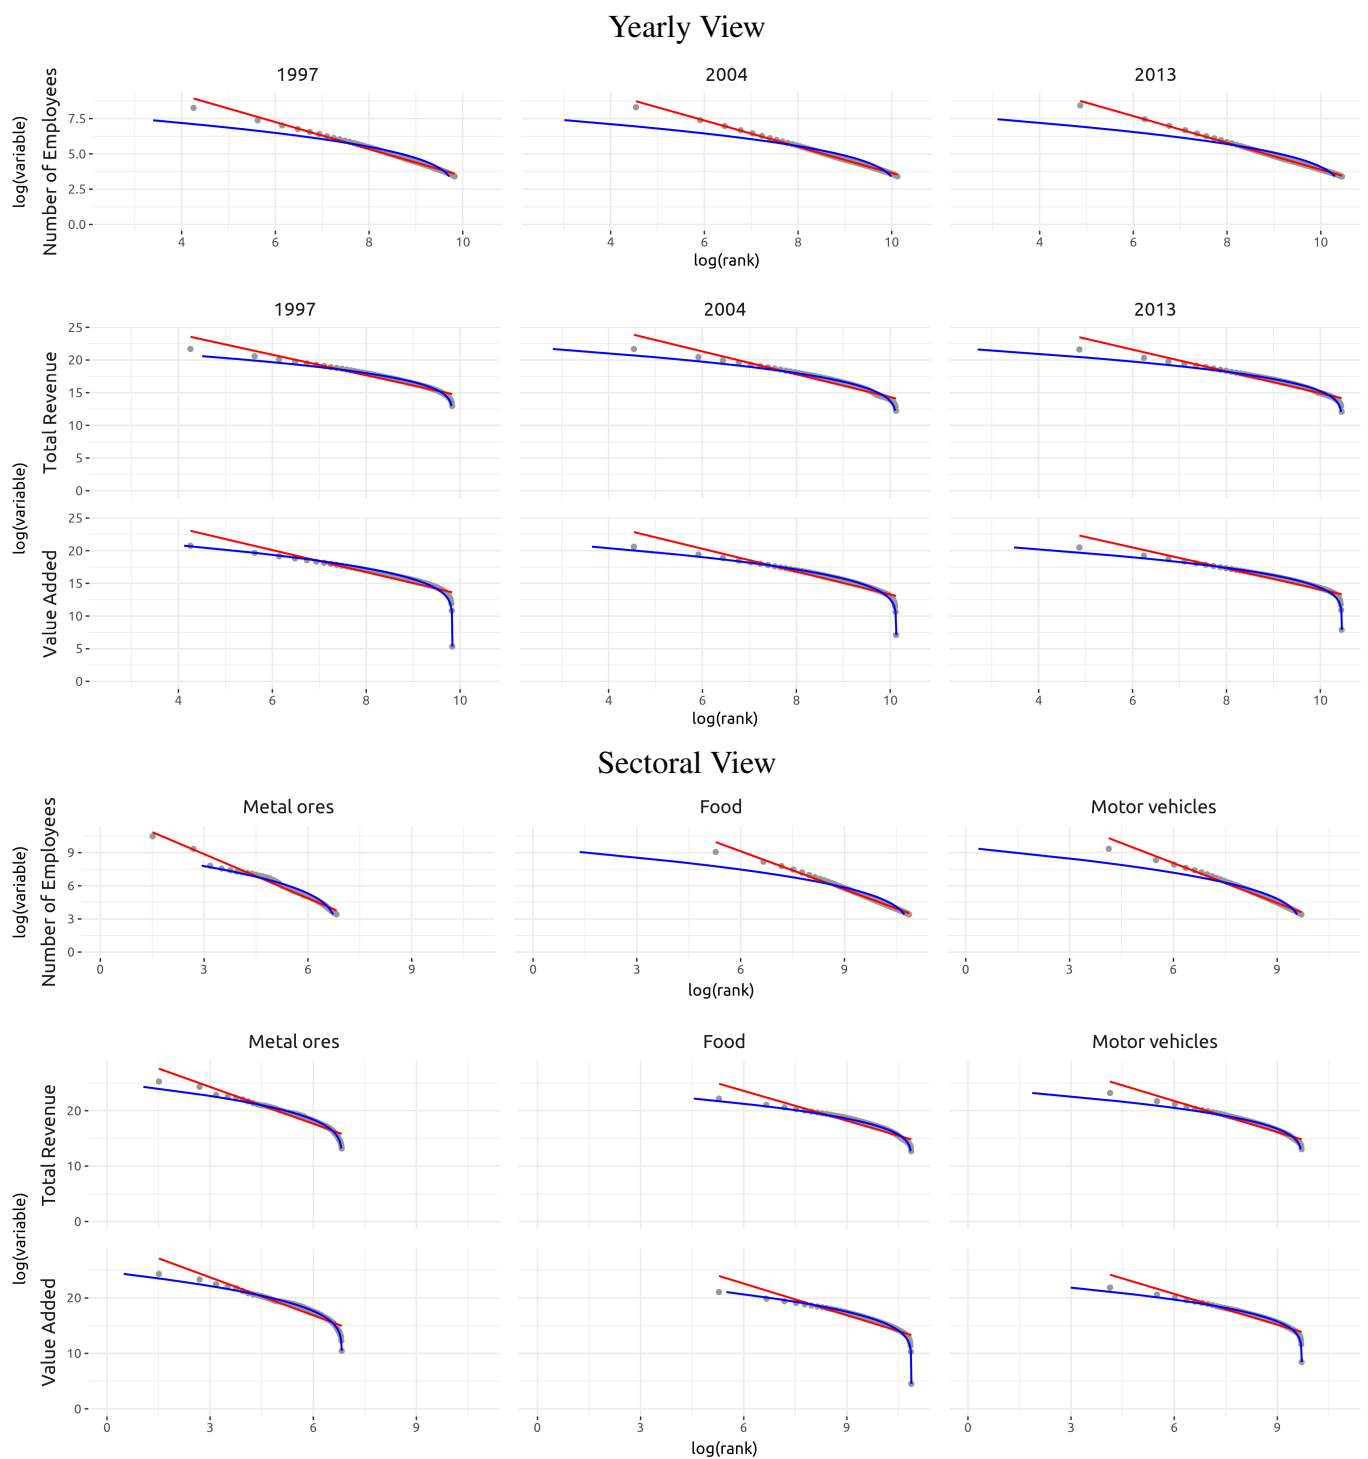 Yearly View
1997 2004 2013
log(variable)
Number of Employees
7.5
5.0
2.5
0.0
4 6 8 10 4 6 8 10 4 6 8 10
log(rank)
1997 2004 2013
log(variable)
Total Revenue
25
20
15
10
5
0
Value Added
25
20
15
10
5
0
4 6 8 10 4 6 8 10 4 6 8 10
log(rank)
Sectoral View
Metal ores Food Motor vehicles
log(variable)
Number of Employees
9
6
3
0
0 3 6 9 0 3 6 9 0 3 6 9
log(rank)
Metal ores Food Motor vehicles
log(variable)
Total Revenue
20
10
0
Value Added
20
10
0
0 3 6 9 0 3 6 9 0 3 6 9
log(rank)